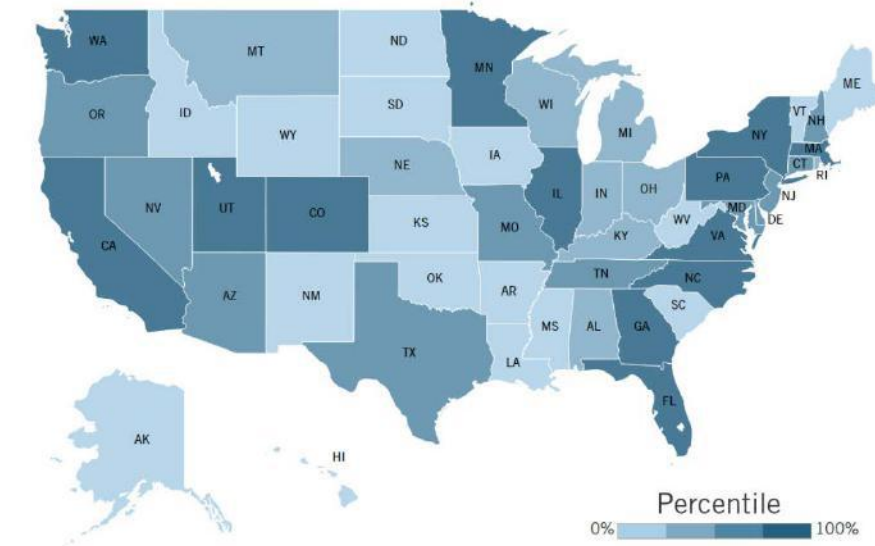 WA
MT
ND
MN
ME
OR
ID
SD
WI
VT
NH
WY
MI
NY
MA
CT
RI
IA
NE
PA
NJ
NV
UT
CO
IL
IN
OH
MD
DE
CA
KS
MO
WV
VA
KY
AZ
NM
OK
AR
TN
NC
SC
TX
MS
AL
GA
LA
FL
AK
HI
Percentile
0% 100%